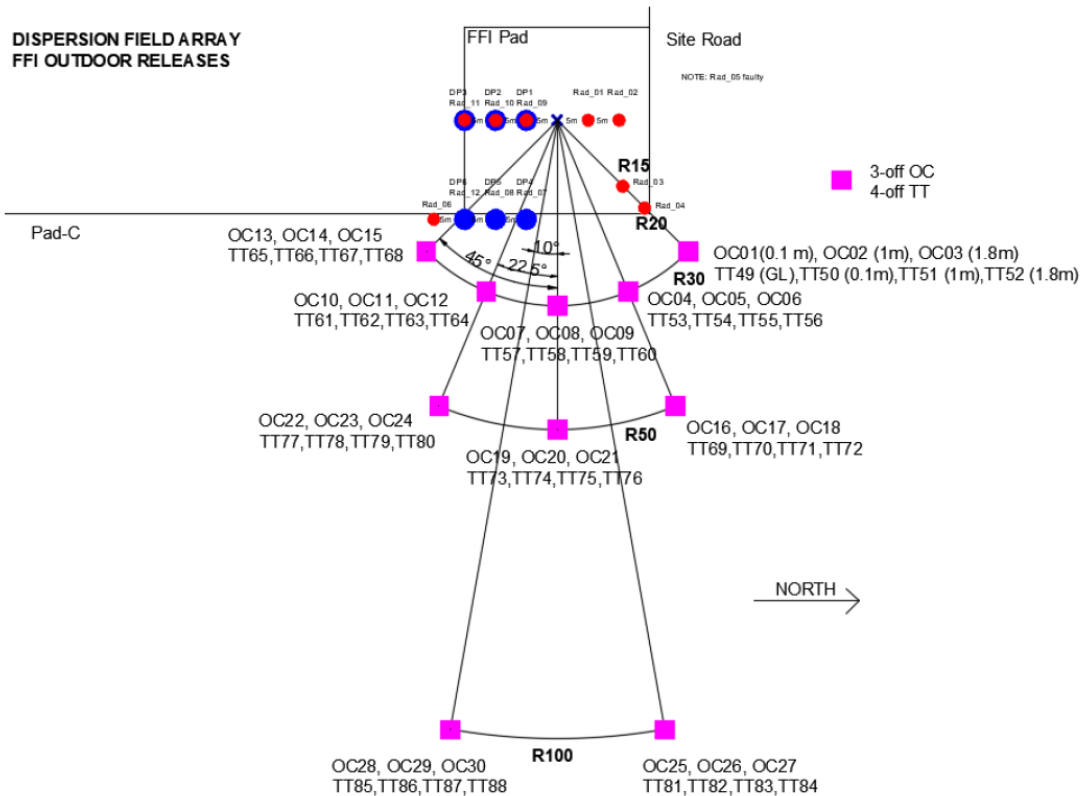 DISPERSION FIELD ARRAY
FFI OUTDOOR RELEASES
FFI Pad
Site Road
NOTE: Rad_05 faulty
DP3 DP2 DP1
Rad_11 Rad_10 Rad_09
Rad_01 Rad_02
5m 5m 5m 5m 5m
R15
Rad_03
3-off OC
4-off TT
DP6 DP5 DP4
Rad_12 Rad_08 Rad_07
Rad_06
Rad_04
5m 5m 5m
R20
Pad-C
OC13, OC14, OC15
TT65,TT66,TT67,TT68
45°
22.5°
10°
R30
OC01(0.1 m), OC02 (1m), OC03 (1.8m)
TT49 (GL),TT50 (0.1m),TT51 (1m),TT52 (1.8m)
OC10, OC11, OC12
TT61,TT62,TT63,TT64
OC04, OC05, OC06
TT53,TT54,TT55,TT56
OC07, OC08, OC09
TT57,TT58,TT59,TT60
OC22, OC23, OC24
TT77,TT78,TT79,TT80
R50
OC16, OC17, OC18
TT69,TT70,TT71,TT72
OC19, OC20, OC21
TT73,TT74,TT75,TT76
NORTH
R100
OC28, OC29, OC30
TT85,TT86,TT87,TT88
OC25, OC26, OC27
TT81,TT82,TT83,TT84